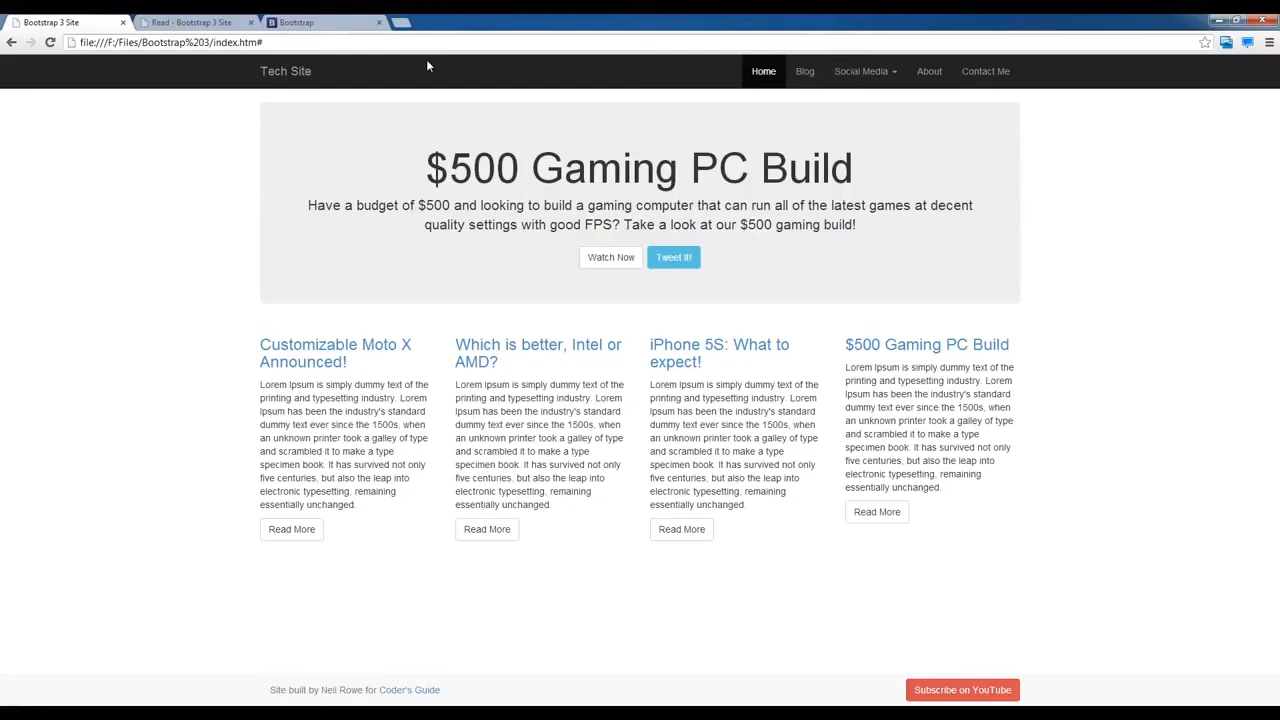 Bootstrap 3 Site
Read - Bootstrap 3 Site
Bootstrap
file:///F:/Files/Bootstrap%203/index.htm#
Tech Site
Home
Blog
Social Media
About
Contact Me
$500 Gaming PC Build
Have a budget of $500 and looking to build a gaming computer that can run all of the latest games at decent
quality settings with good FPS? Take a look at our $500 gaming build!
Watch Now
Tweet It!
Customizable Moto X
Announced!
Lorem Ipsum is simply dummy text of the
printing and typesetting industry. Lorem
Ipsum has been the industry's standard
dummy text ever since the 1500s, when
an unknown printer took a galley of type
and scrambled it to make a type
specimen book. It has survived not only
five centuries, but also the leap into
electronic typesetting, remaining
essentially unchanged.
Read More
Which is better, Intel or
AMD?
Lorem Ipsum is simply dummy text of the
printing and typesetting industry. Lorem
Ipsum has been the industry's standard
dummy text ever since the 1500s, when
an unknown printer took a galley of type
and scrambled it to make a type
specimen book. It has survived not only
five centuries, but also the leap into
electronic typesetting, remaining
essentially unchanged.
Read More
iPhone 5S: What to
expect!
Lorem Ipsum is simply dummy text of the
printing and typesetting industry. Lorem
Ipsum has been the industry's standard
dummy text ever since the 1500s, when
an unknown printer took a galley of type
and scrambled it to make a type
specimen book. It has survived not only
five centuries, but also the leap into
electronic typesetting, remaining
essentially unchanged.
Read More
$500 Gaming PC Build
Lorem Ipsum is simply dummy text of the
printing and typesetting industry. Lorem
Ipsum has been the industry's standard
dummy text ever since the 1500s, when
an unknown printer took a galley of type
and scrambled it to make a type
specimen book. It has survived not only
five centuries, but also the leap into
electronic typesetting, remaining
essentially unchanged.
Read More
Site built by Neil Rowe for Coder's Guide
Subscribe on YouTube